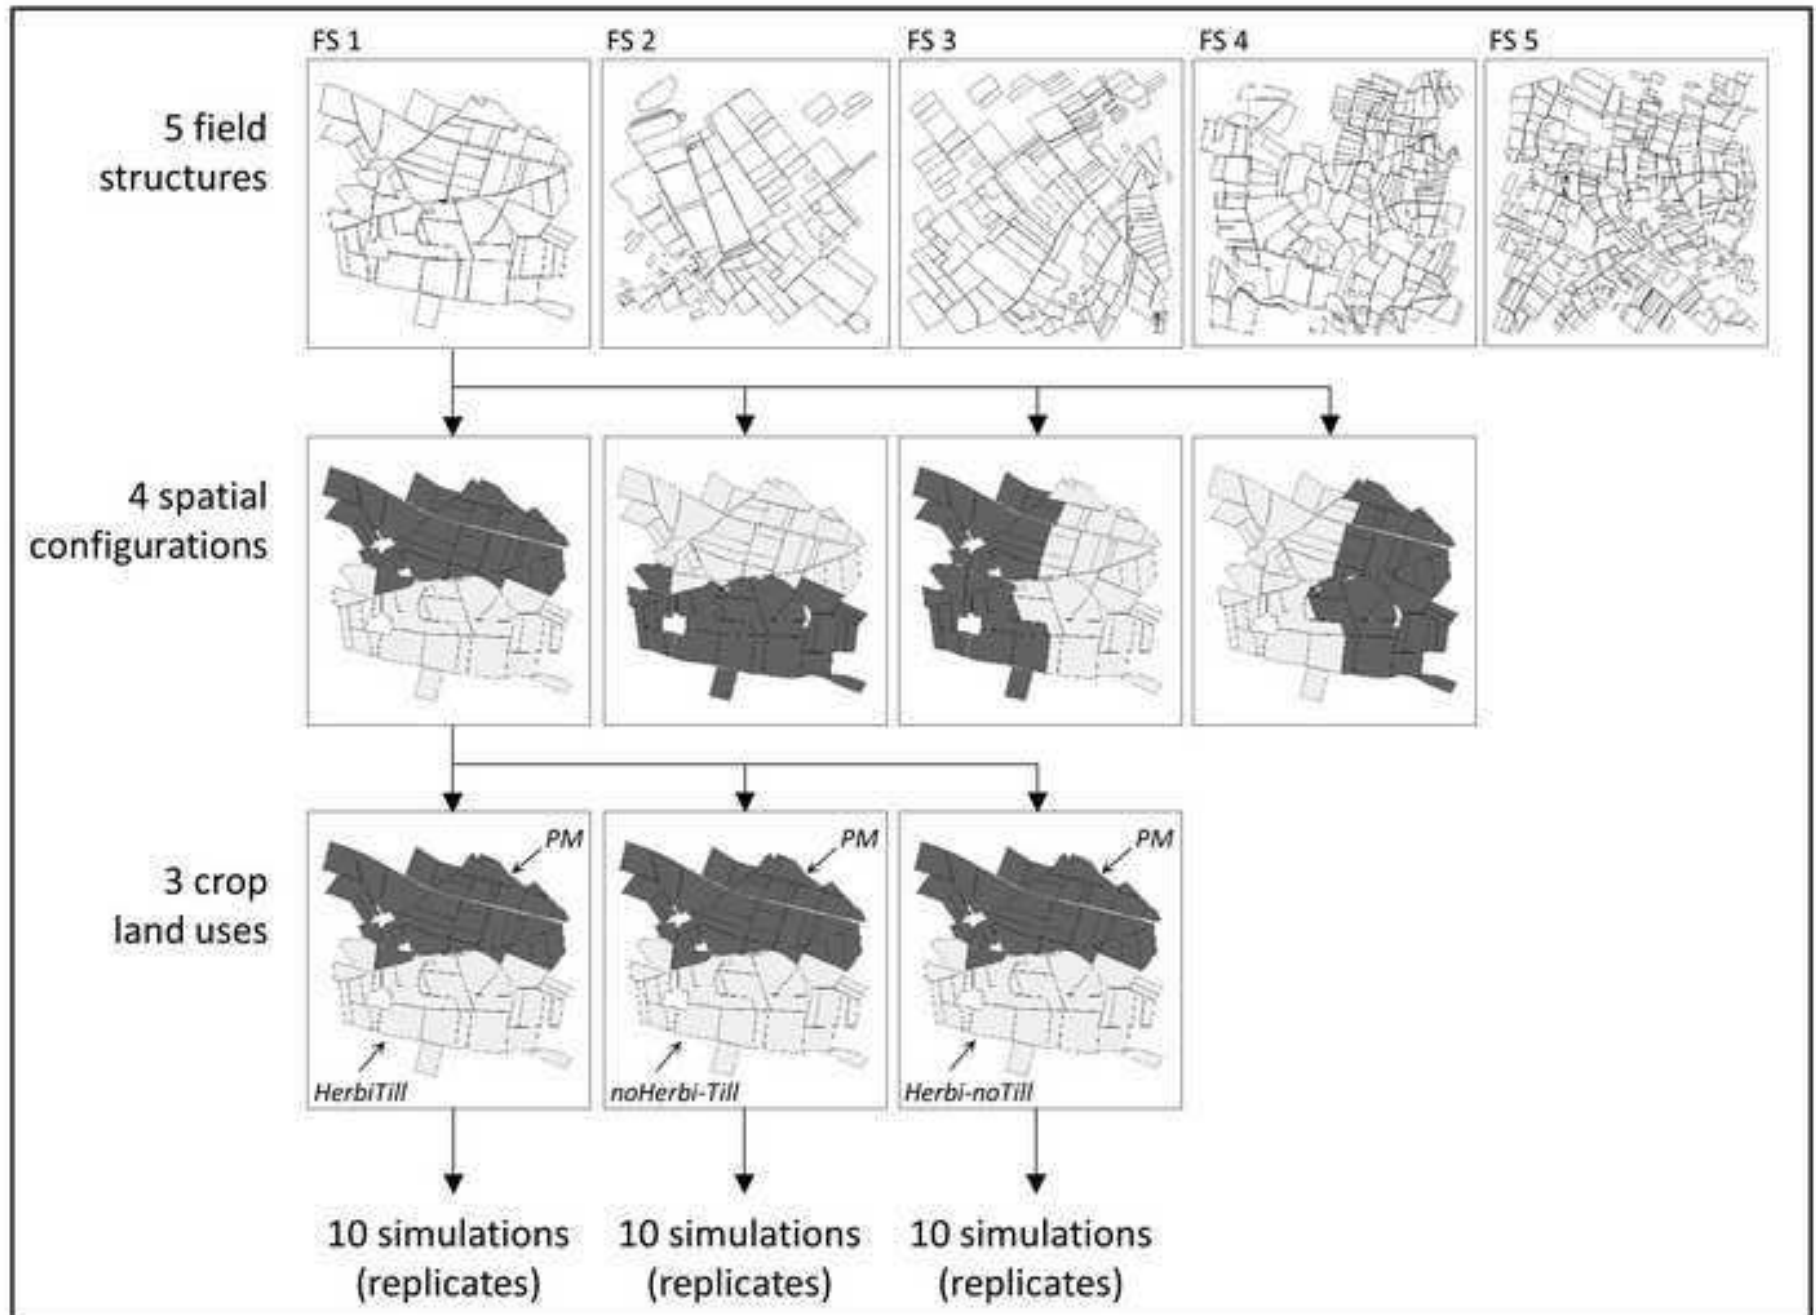 FS 1
FS 2
FS 3
FS 4
FS 5
5 field
structures
4 spatial
configurations
3 crop
land uses
PM
PM
PM
HerbiTill
noHerbi-Till
Herbi-noTill
10 simulations
(replicates)
10 simulations
(replicates)
10 simulations
(replicates)